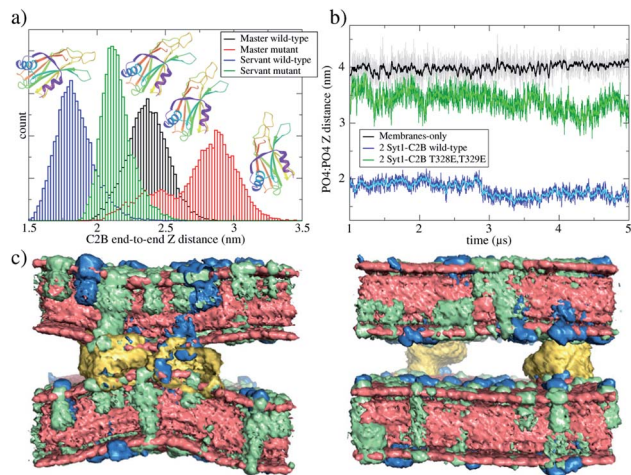 a)
Master wild-type
Master mutant
Servant wild-type
Servant mutant
count
1.5 2 2.5 3 3.5
C2B end-to-end Z distance (nm)
b)
4
3
2
PO4:PO4 Z distance (nm)
Membranes-only
2 Syt1-C2B wild-type
2 Syt1-C2B T328E,T329E
1 2 3 4 5
time (µs)
c)